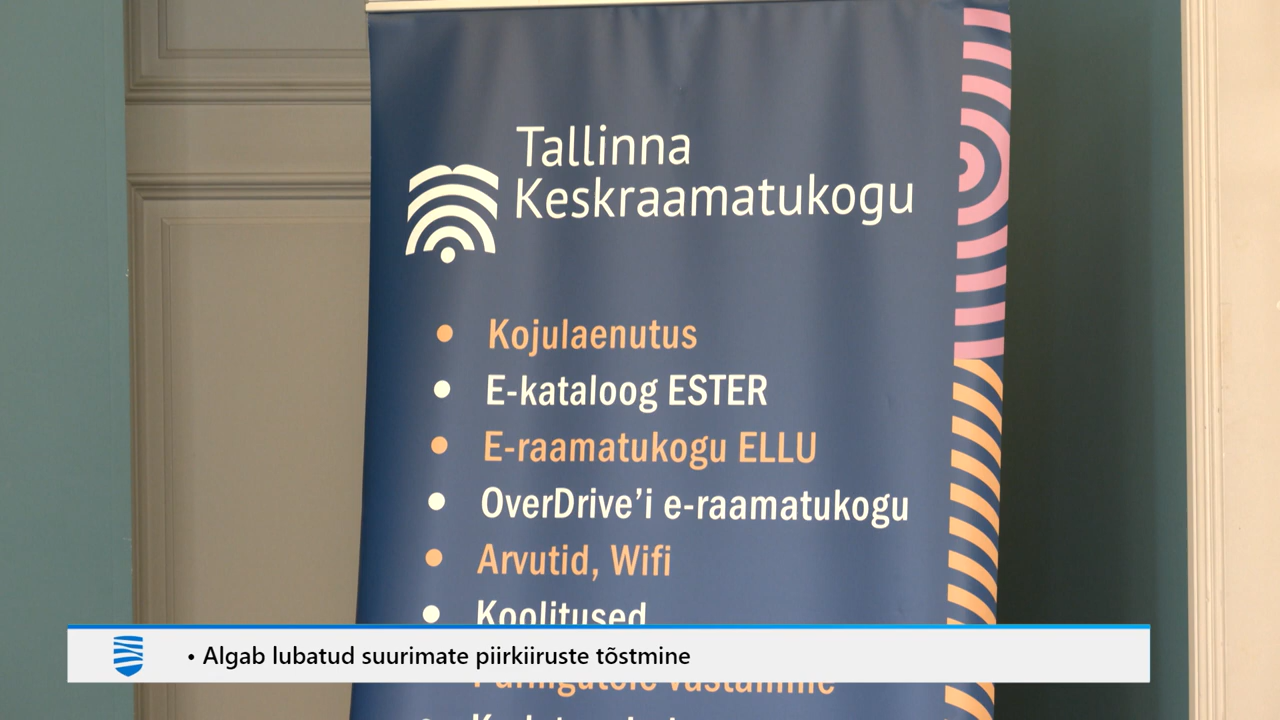 Tallinna
Keskraamatukogu
• Kojulaenutus
• E-kataloog ESTER
• E-raamatukogu ELLU
• OverDrive’i e-raamatukogu
• Arvutid, Wifi
• Koolitused
• Algab lubatud suurimate piirkiiruste tõstmine